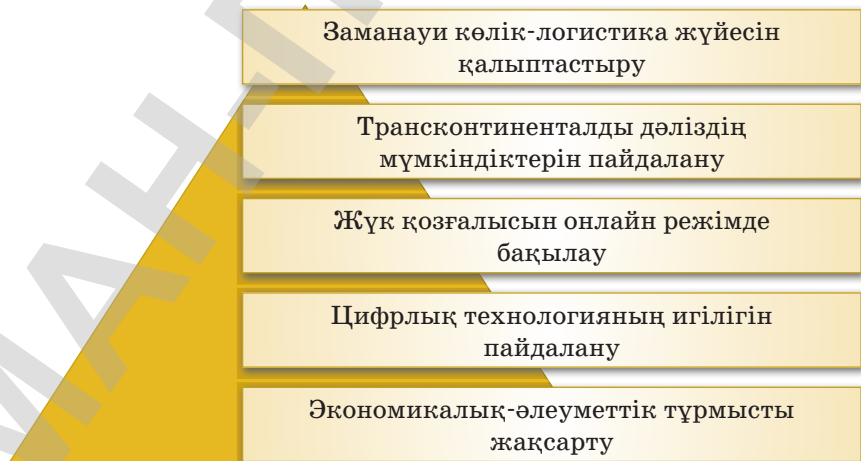 Заманауи көлік-логистика жүйесін
қалыптастыру
Трансконтиненталды дәліздің
мүмкіндіктерін пайдалану
Жүк қозғалысын онлайн режімде
бақылау
Цифрлық технологияның игілігін
пайдалану
Экономикалық-әлеуметтік тұрмысты
жақсарту